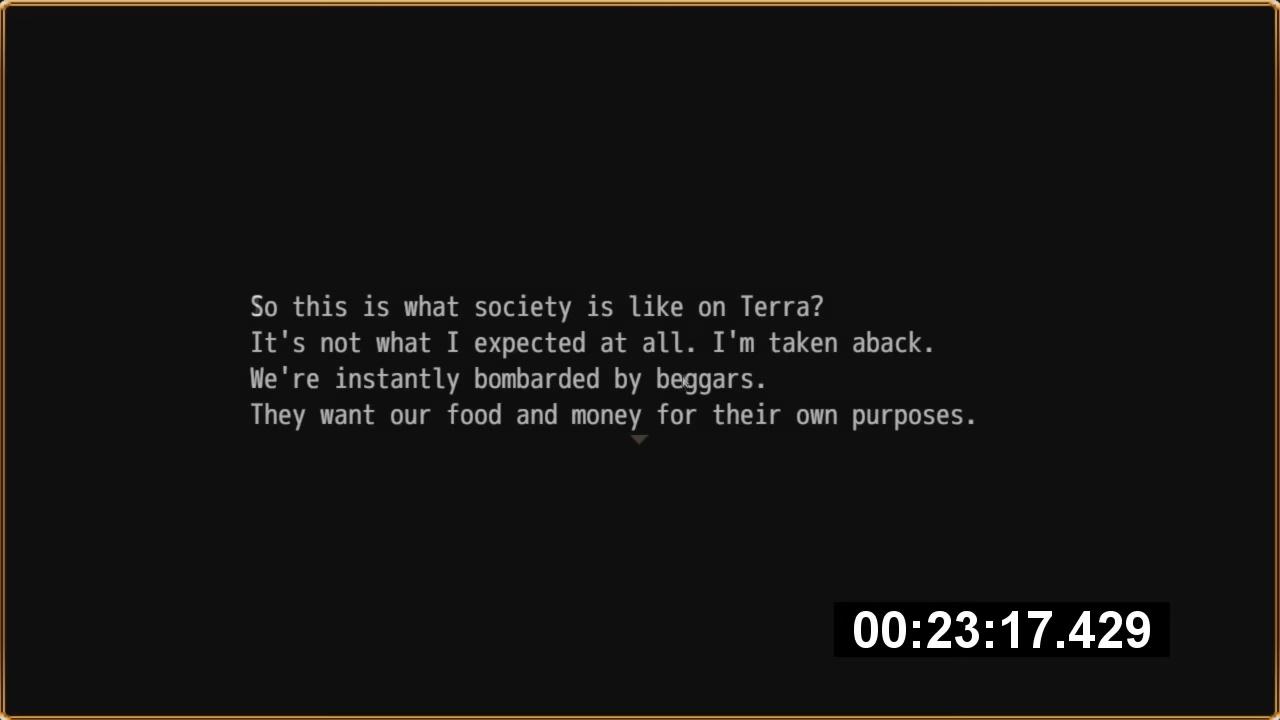 So this is what society is like on Terra?
It's not what I expected at all. I'm taken aback.
We're instantly bombarded by beggars.
They want our food and money for their own purposes.
00:23:17.429